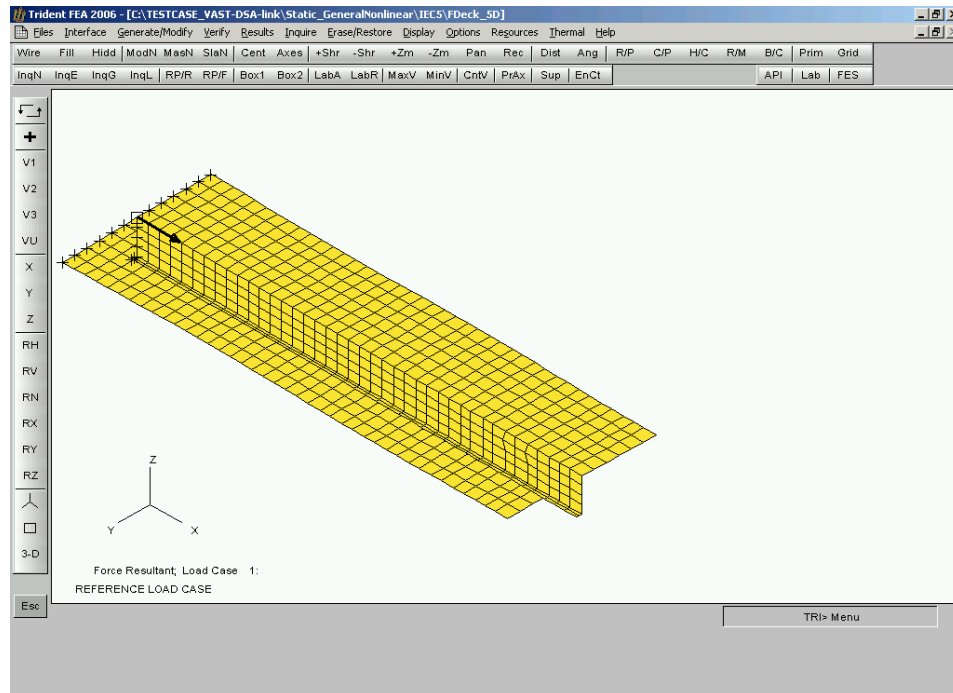 Trident FEA 2006 - [C:\TESTCASE_VAST-DSA-link\Static_GeneralNonlinear\IEC5\FDeck_5D]
Files Interface Generate/Modify Verify Results Inquire Erase/Restore Display Options Resources Thermal Help
Wire Fill Hidd ModN MasN SlaN Cent Axes +Shr -Shr +Zm -Zm Pan Rec Dist Ang R/P C/P H/C R/M B/C Prim Grid
InqN InqE InqG InqL RP/R RP/F Box1 Box2 LabA LabR MaxV MinV CntV PrAx Sup EnCt API Lab FES
V1
V2
V3
VU
X
Y
Z
RH
RV
RN
RX
RY
RZ
3-D
Esc
Z
Y X
Force Resultant; Load Case 1:
REFERENCE LOAD CASE
TRI> Menu